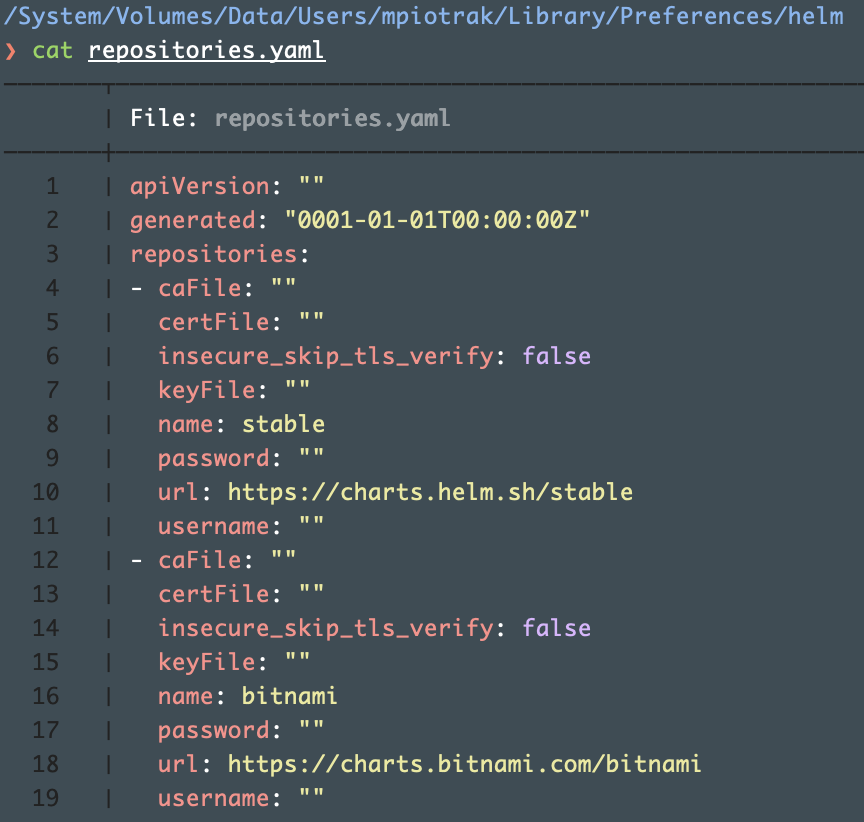 /System/Volumes/Data/Users/mpiotrak/Library/Preferences/helm
❯ cat repositories.yaml
File: repositories.yaml
1 | apiVersion: ""
2 | generated: "0001-01-01T00:00:00Z"
3 | repositories:
4 | - caFile: ""
5 |   certFile: ""
6 |   insecure_skip_tls_verify: false
7 |   keyFile: ""
8 |   name: stable
9 |   password: ""
10 |   url: https://charts.helm.sh/stable
11 |   username: ""
12 | - caFile: ""
13 |   certFile: ""
14 |   insecure_skip_tls_verify: false
15 |   keyFile: ""
16 |   name: bitnami
17 |   password: ""
18 |   url: https://charts.bitnami.com/bitnami
19 |   username: ""